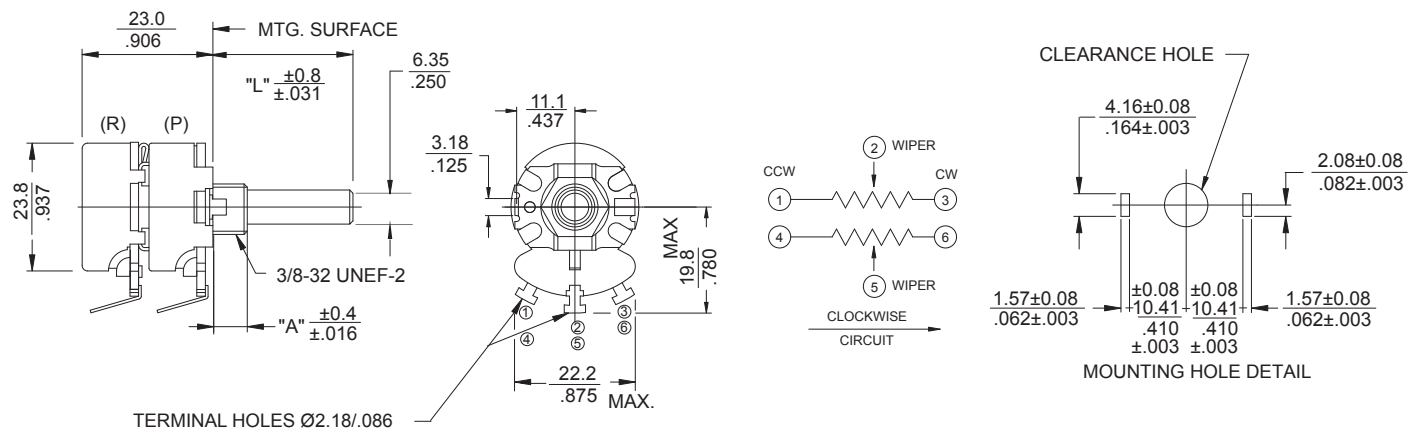 23.0
.906
MTG. SURFACE
"L" ±0.8
±.031
6.35
.250
(R)
(P)
23.8
.937
3/8-32 UNEF-2
"A" ±0.4
±.016
11.1
.437
3.18
.125
MAX
19.8
.780
1
2
3
4
5
6
22.2
.875
MAX.
TERMINAL HOLES Ø2.18/.086
2 WIPER
CCW
CW
1
3
4
6
5 WIPER
CLOCKWISE
CIRCUIT
CLEARANCE HOLE
4.16±0.08
.164±.003
2.08±0.08
.082±.003
1.57±0.08
.062±.003
±0.08
10.41
.410
±.003
±0.08
10.41
.410
±.003
1.57±0.08
.062±.003
MOUNTING HOLE DETAIL